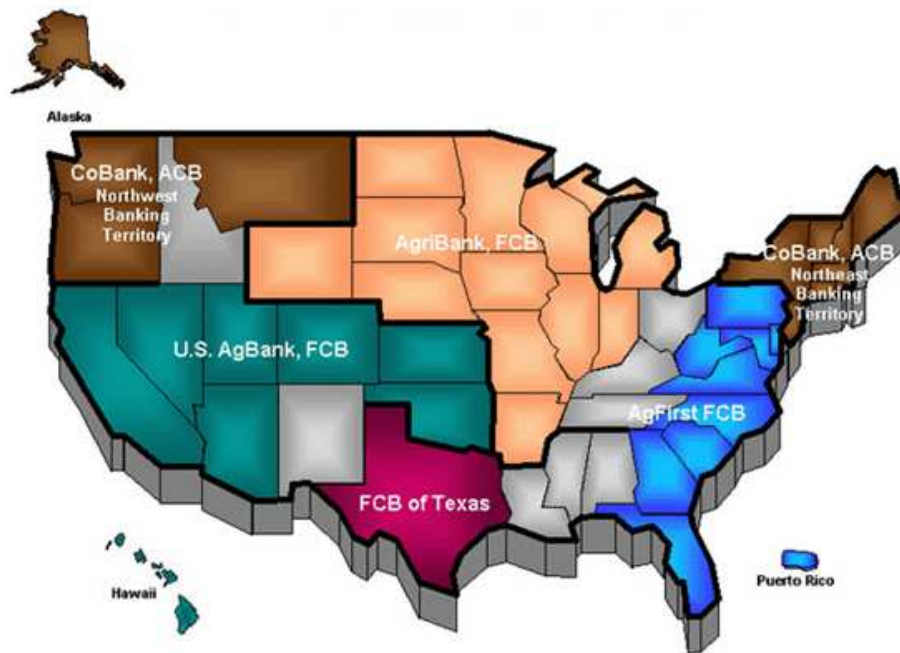 Alaska
CoBank, ACB
Northwest
Banking
Territory
AgriBank, FCB
CoBank, ACB
Northeast
Banking
Territory
U.S. AgBank, FCB
AgFirst FCB
FCB of Texas
Hawaii
Puerto Rico